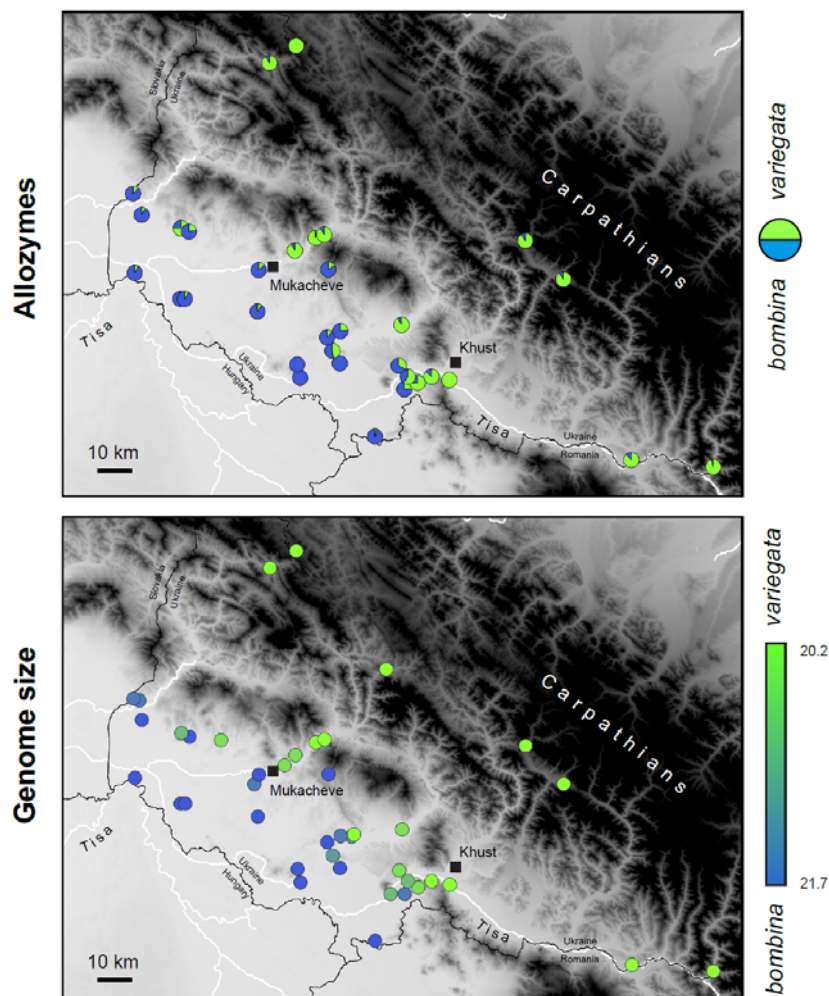 Allozymes
Slovakia
Ukraine
Carpathians
Mukacheve
Khust
Tisa
Ukraine
Hungary
Tisa
Ukraine
Romania
10 km
variegata
bombina
Genome size
Slovakia
Ukraine
Carpathians
Mukacheve
Khust
Tisa
Ukraine
Hungary
Tisa
Ukraine
Romania
10 km
variegata
20.2
21.7
bombina